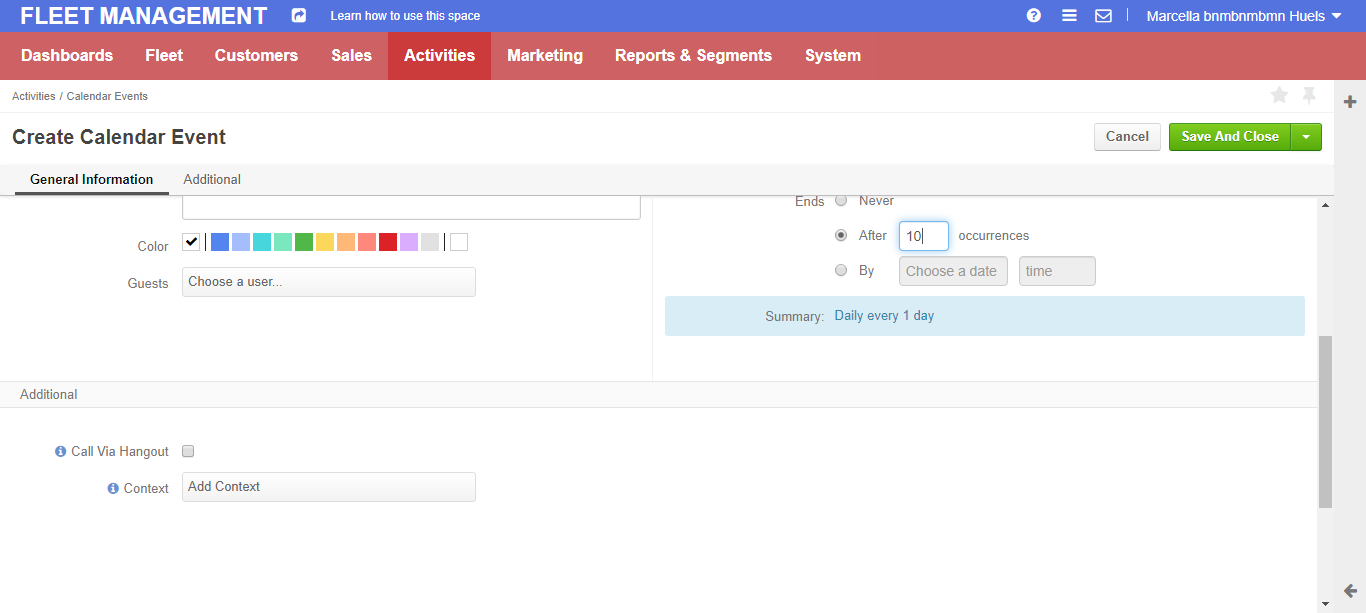 FLEET MANAGEMENT Learn how to use this space Marcella bnmbnmbmn Huels
Dashboards Fleet Customers Sales Activities Marketing Reports & Segments System
Activities / Calendar Events
Create Calendar Event Cancel Save And Close
General Information Additional
Ends Never
After 10 occurrences
Color
By Choose a date time
Guests Choose a user...
Summary: Daily every 1 day
Additional
Call Via Hangout
Context Add Context